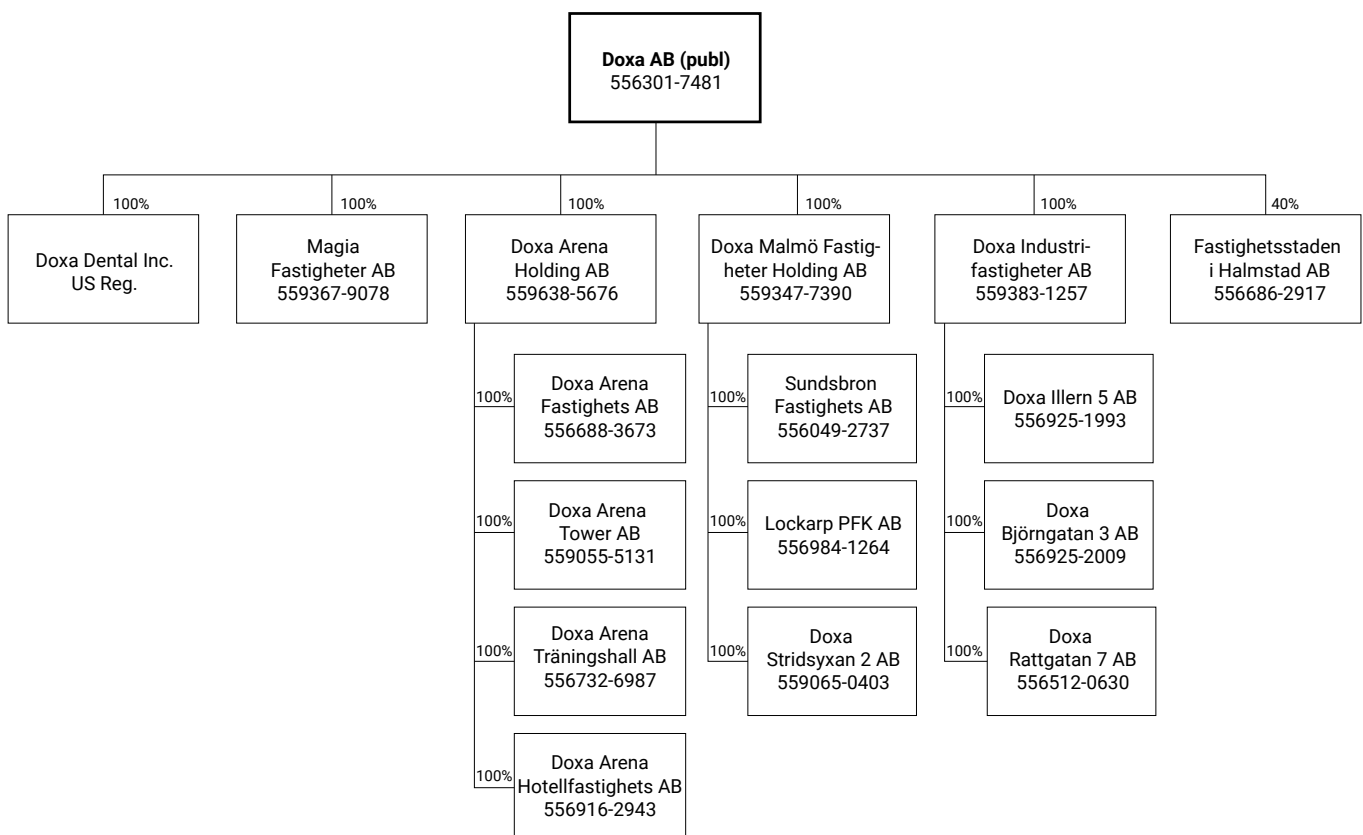 Doxa AB (publ)
556301-7481
100%
Doxa Dental Inc.
US Reg.
100%
Magia
Fastigheter AB
559367-9078
100%
Doxa Arena
Holding AB
559638-5676
100%
Doxa Malmö Fastig-
heter Holding AB
559347-7390
100%
Doxa Industri-
fastigheter AB
559383-1257
40%
Fastighetsstaden
i Halmstad AB
556686-2917
100%
Doxa Arena
Fastighets AB
556688-3673
100%
Doxa Arena
Tower AB
559055-5131
100%
Doxa Arena
Träningshall AB
556732-6987
100%
Doxa Arena
Hotellfastighets AB
556916-2943
100%
Sundsbron
Fastighets AB
556049-2737
100%
Lockarp PFK AB
556984-1264
100%
Doxa
Stridsyxan 2 AB
559065-0403
100%
Doxa Illern 5 AB
556925-1993
100%
Doxa
Björngatan 3 AB
556925-2009
100%
Doxa
Rattgatan 7 AB
556512-0630